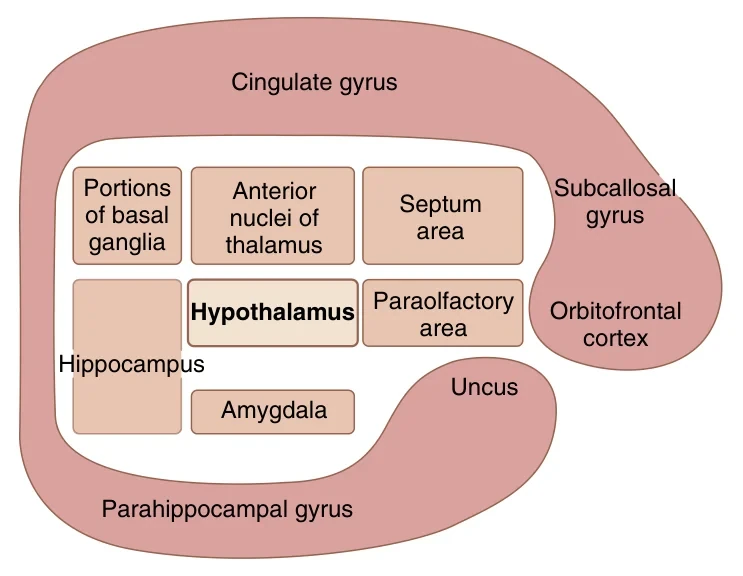 Cingulate gyrus
Portions
of basal
ganglia
Anterior
nuclei of
thalamus
Septum
area
Subcallosal
gyrus
Hypothalamus
Paraolfactory
area
Orbitofrontal
cortex
Hippocampus
Amygdala
Uncus
Parahippocampal gyrus